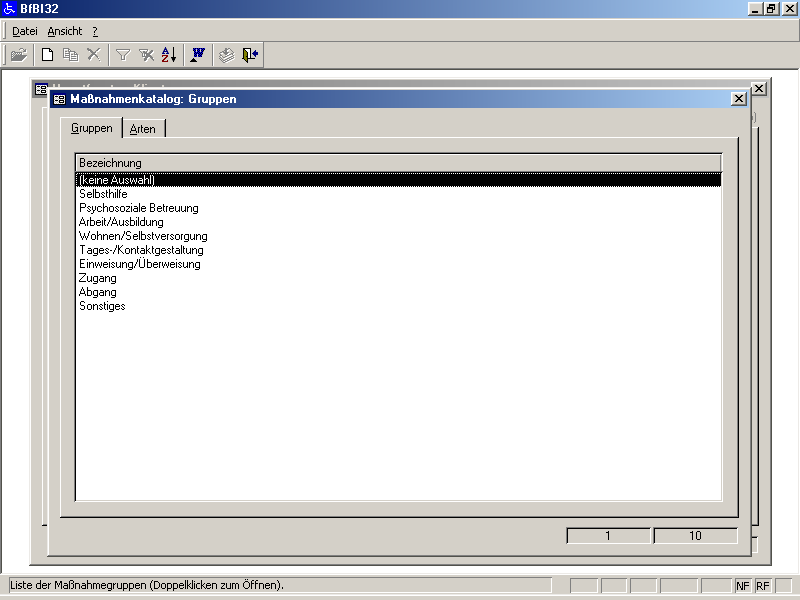 BfBI32
Datei Ansicht ?
Maßnahmenkatalog: Gruppen
Gruppen Arten
Bezeichnung
(keine Auswahl)
Selbsthilfe
Psychosoziale Betreuung
Arbeit/Ausbildung
Wohnen/Selbstversorgung
Tages-/Kontaktgestaltung
Einweisung/Überweisung
Zugang
Abgang
Sonstiges
1 10
Liste der Maßnahmegruppen (Doppelklicken zum Öffnen). NF RF